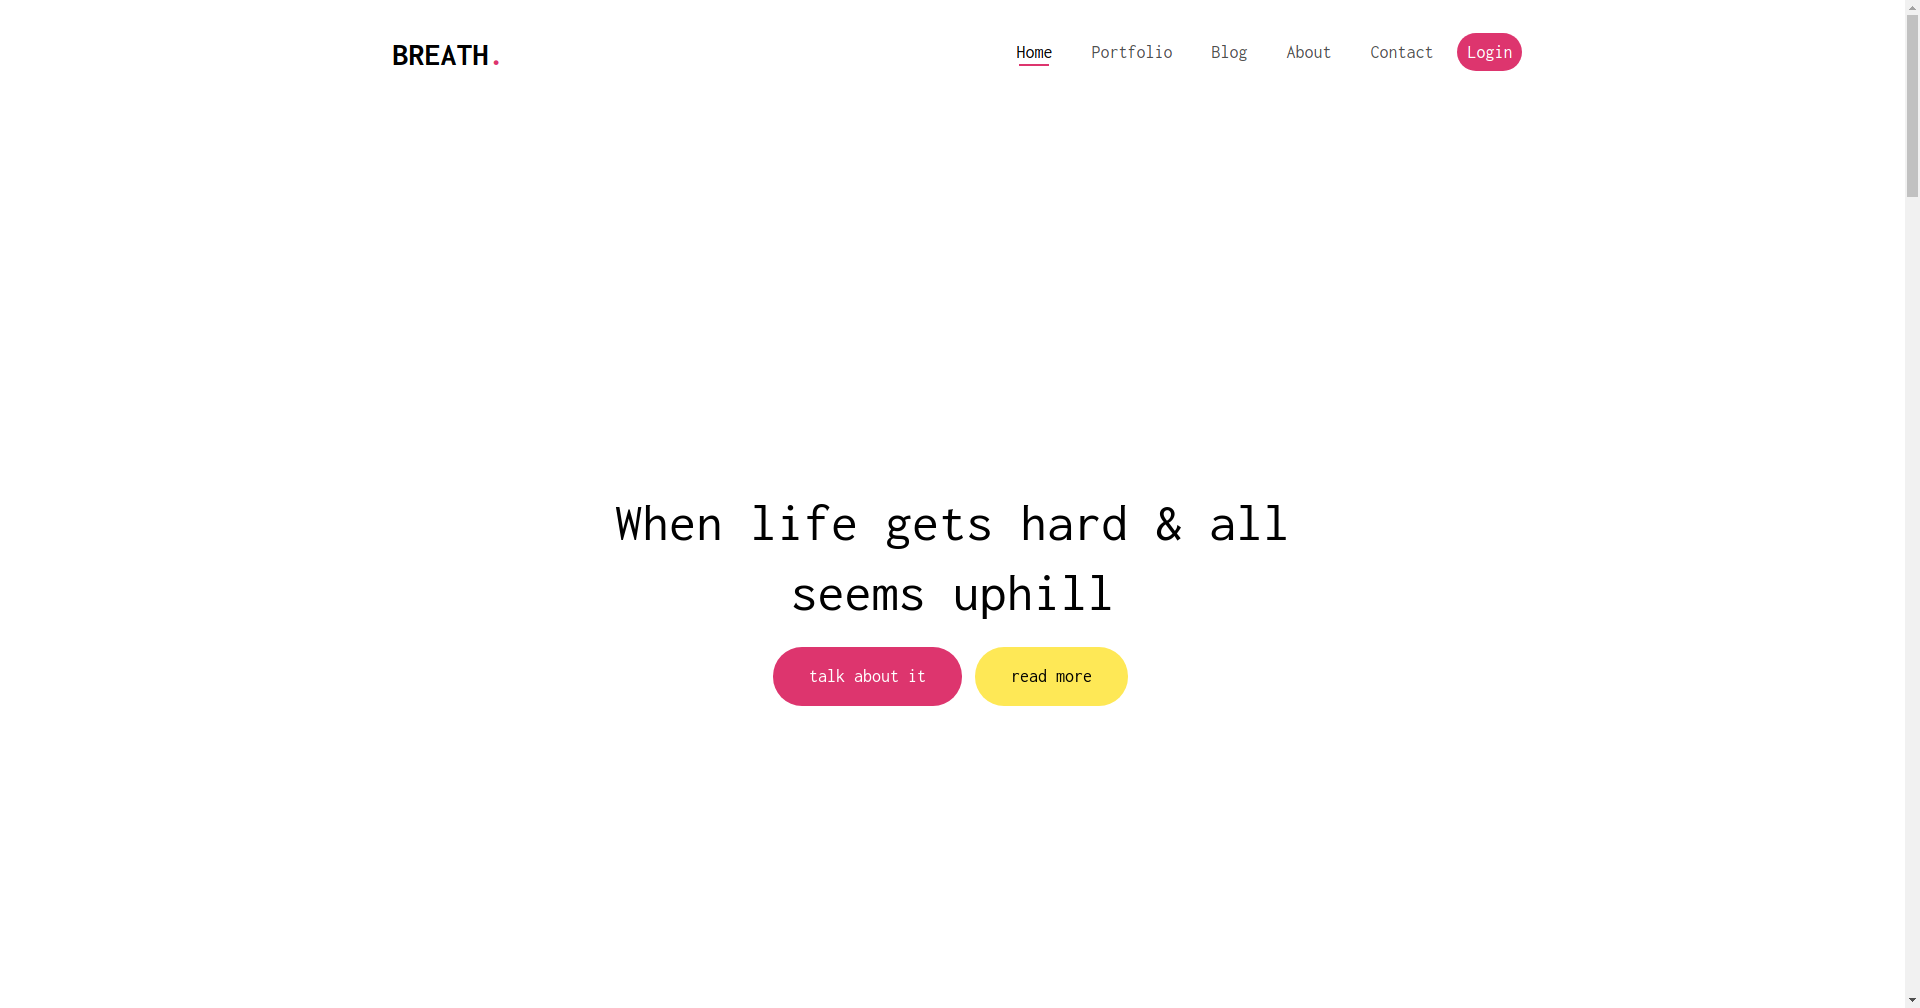 BREATH.
Home Portfolio Blog About Contact Login
When life gets hard & all
seems uphill
talk about it read more